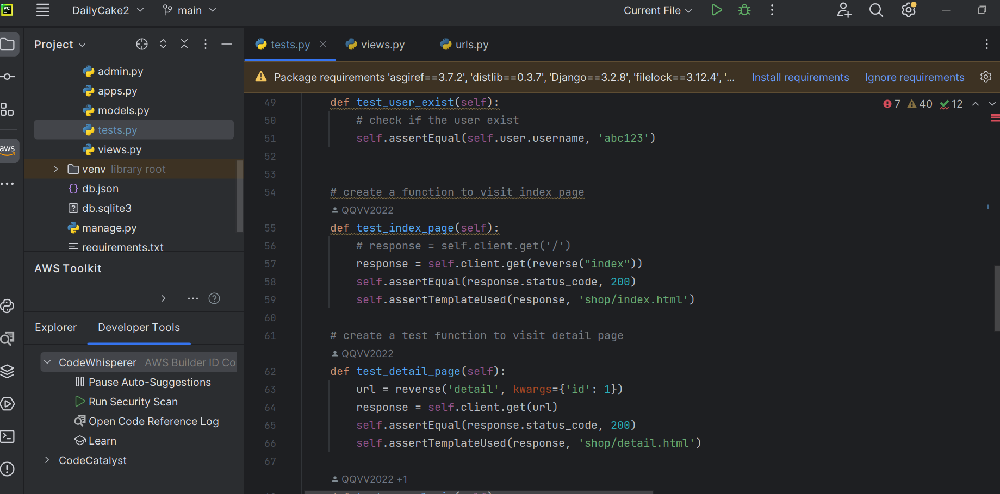 PC
DailyCake2
main
Current File
Project
tests.py
views.py
urls.py
admin.py
apps.py
models.py
tests.py
views.py
venv library root
db.json
db.sqlite3
manage.py
requirements.txt
aws
AWS Toolkit
Explorer
Developer Tools
CodeWhisperer AWS Builder ID Co
Pause Auto-Suggestions
Run Security Scan
Open Code Reference Log
Learn
CodeCatalyst
Package requirements 'asgiref==3.7.2', 'distlib==0.3.7', 'Django==3.2.8', 'filelock==3.12.4', '...
Install requirements
Ignore requirements
7 40 12
49 def test_user_exist(self):
50 # check if the user exist
51 self.assertEqual(self.user.username, 'abc123')
52
53
54 # create a function to visit index page
QQVV2022
55 def test_index_page(self):
56 # response = self.client.get('/')
57 response = self.client.get(reverse("index"))
58 self.assertEqual(response.status_code, 200)
59 self.assertTemplateUsed(response, 'shop/index.html')
60
61 # create a test function to visit detail page
QQVV2022
62 def test_detail_page(self):
63 url = reverse('detail', kwargs={'id': 1})
64 response = self.client.get(url)
65 self.assertEqual(response.status_code, 200)
66 self.assertTemplateUsed(response, 'shop/detail.html')
67
QQVV2022 +1